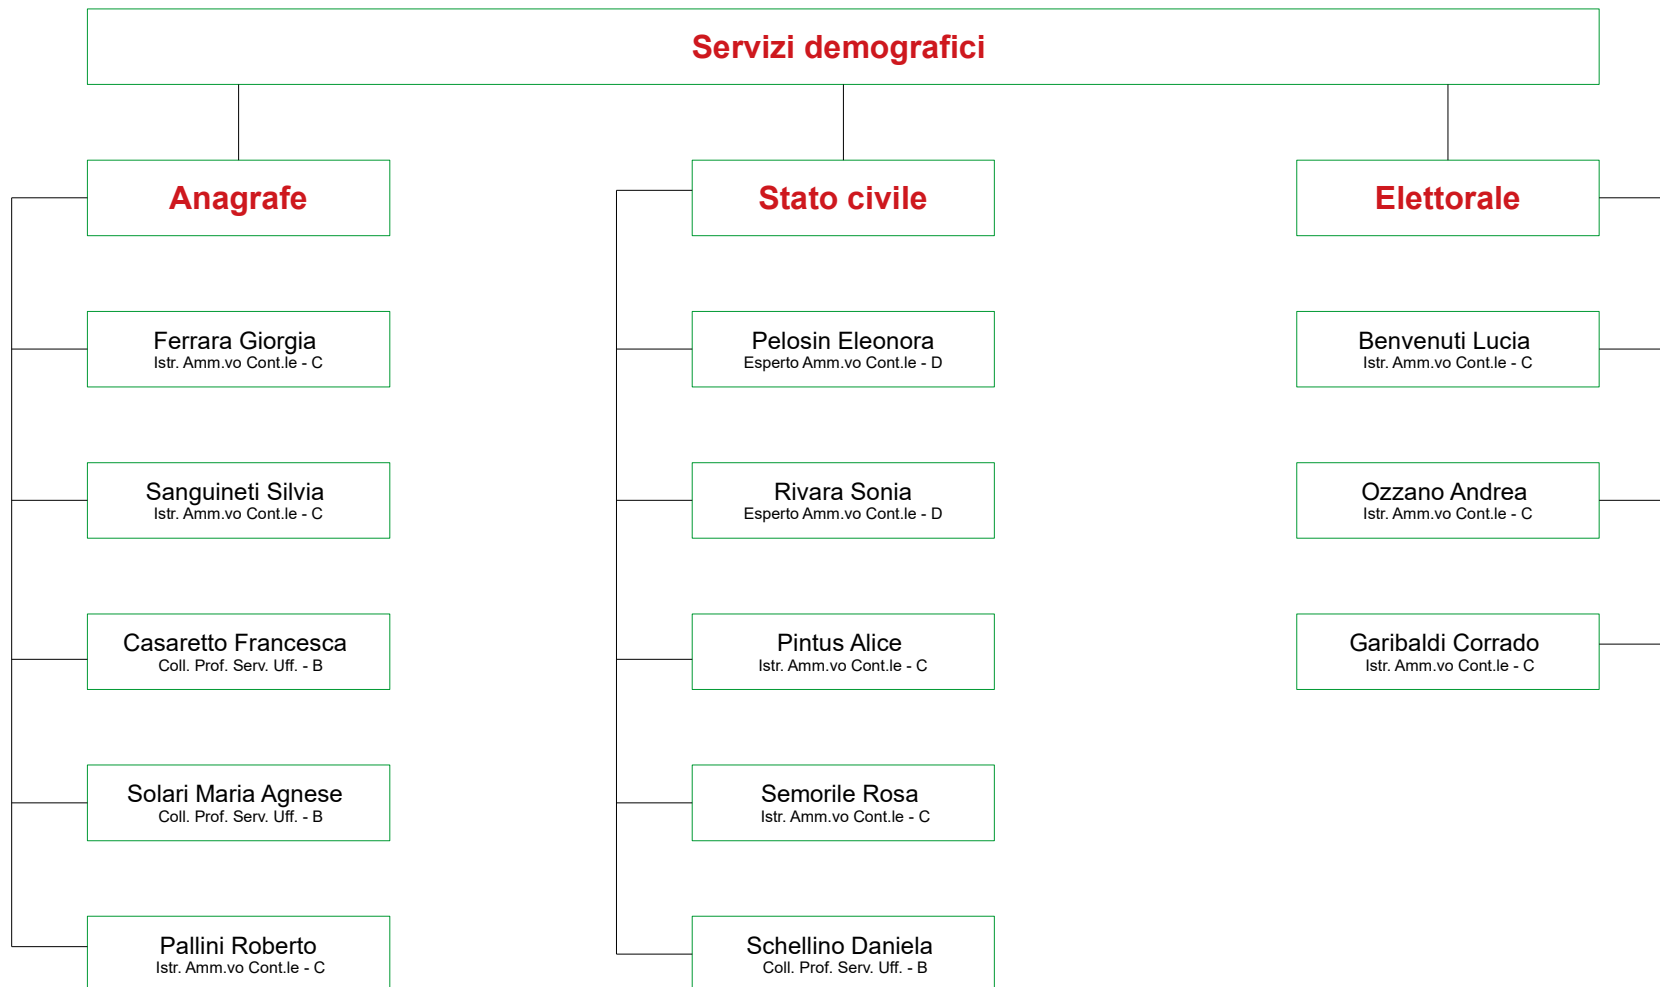 Servizi demografici
Anagrafe
Stato civile
Elettorale
Ferrara Giorgia
Istr. Amm.vo Cont.le - C
Pelosin Eleonora
Esperto Amm.vo Cont.le - D
Benvenuti Lucia
Istr. Amm.vo Cont.le - C
Sanguineti Silvia
Istr. Amm.vo Cont.le - C
Rivara Sonia
Esperto Amm.vo Cont.le - D
Ozzano Andrea
Istr. Amm.vo Cont.le - C
Casaretto Francesca
Coll. Prof. Serv. Uff. - B
Pintus Alice
Istr. Amm.vo Cont.le - C
Garibaldi Corrado
Istr. Amm.vo Cont.le - C
Solari Maria Agnese
Coll. Prof. Serv. Uff. - B
Semorile Rosa
Istr. Amm.vo Cont.le - C
Pallini Roberto
Istr. Amm.vo Cont.le - C
Schellino Daniela
Coll. Prof. Serv. Uff. - B